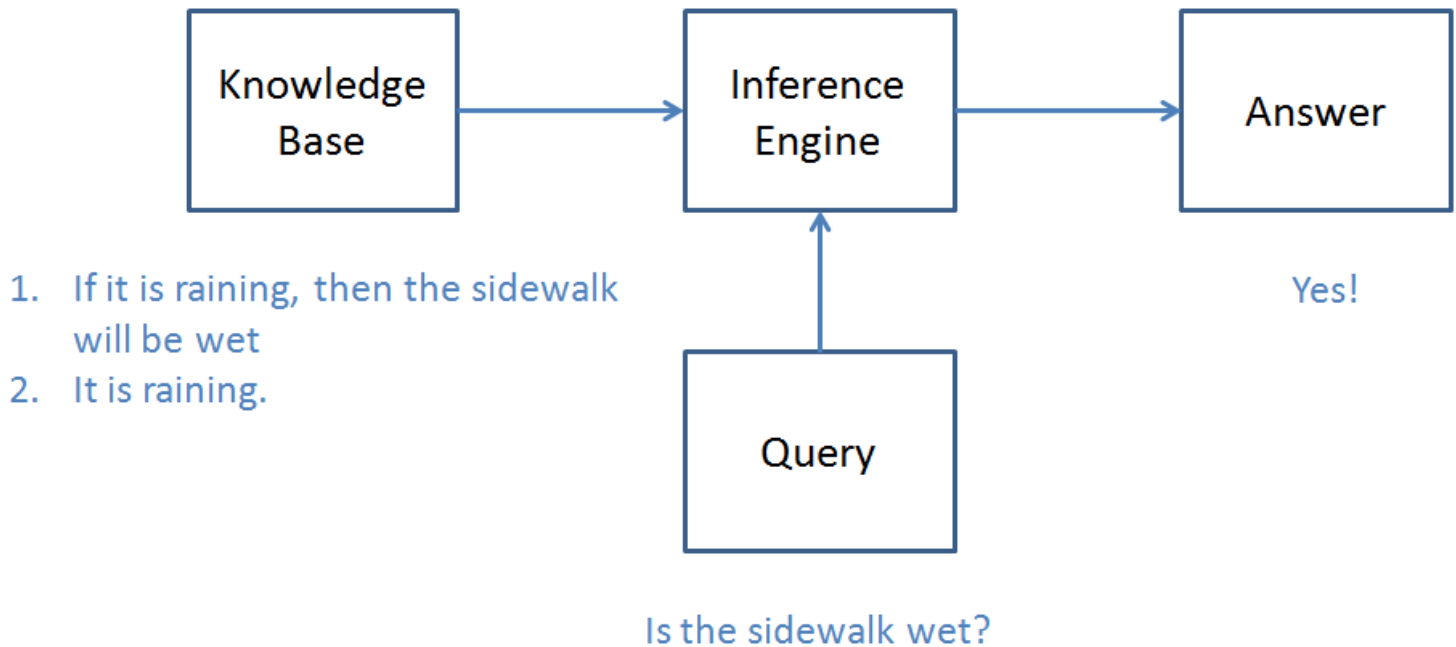 Knowledge
Base
Inference
Engine
Answer
1. If it is raining, then the sidewalk
will be wet
2. It is raining.
Yes!
Query
Is the sidewalk wet?